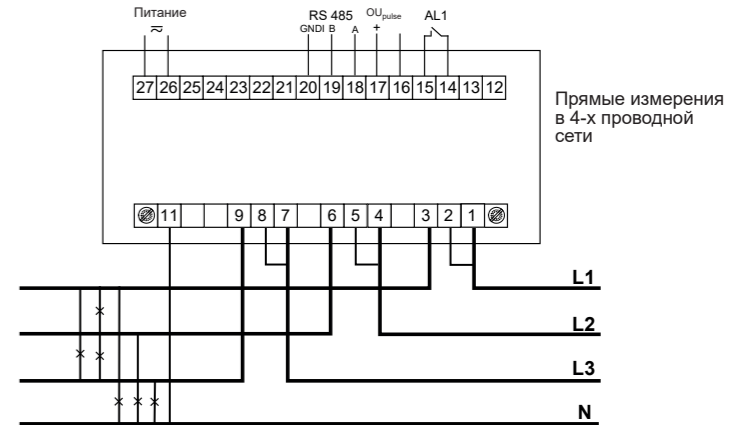 Питание
RS 485
OUpulse
AL1
GNDI B A +
27 26 25 24 23 22 21 20 19 18 17 16 15 14 13 12
Прямые измерения
в 4-х проводной
сети
11 9 8 7 6 5 4 3 2 1
L1
L2
L3
N